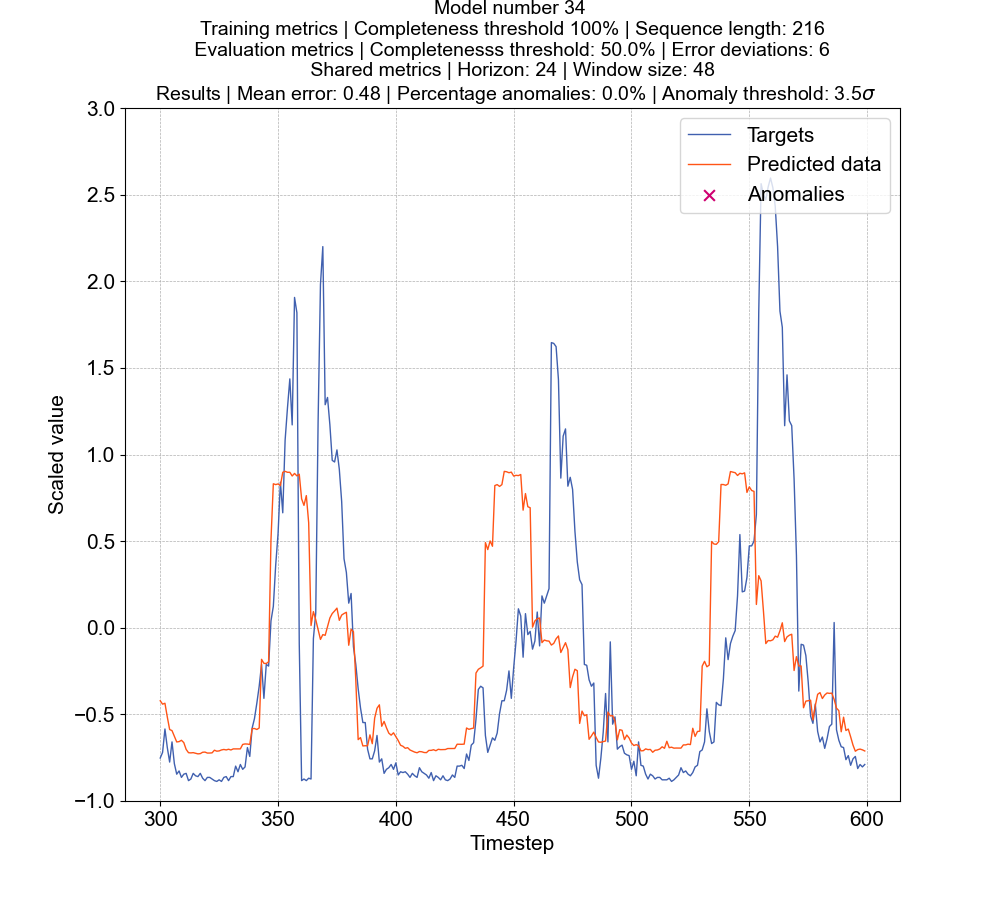 Model number 34
Training metrics | Completeness threshold 100% | Sequence length: 216
Evaluation metrics | Completenesss threshold: 50.0% | Error deviations: 6
Shared metrics | Horizon: 24 | Window size: 48
Results | Mean error: 0.48 | Percentage anomalies: 0.0% | Anomaly threshold: 3.5σ
3.0
2.5
2.0
1.5
1.0
0.5
0.0
−0.5
−1.0
Scaled value
Targets
Predicted data
Anomalies
300 350 400 450 500 550 600
Timestep